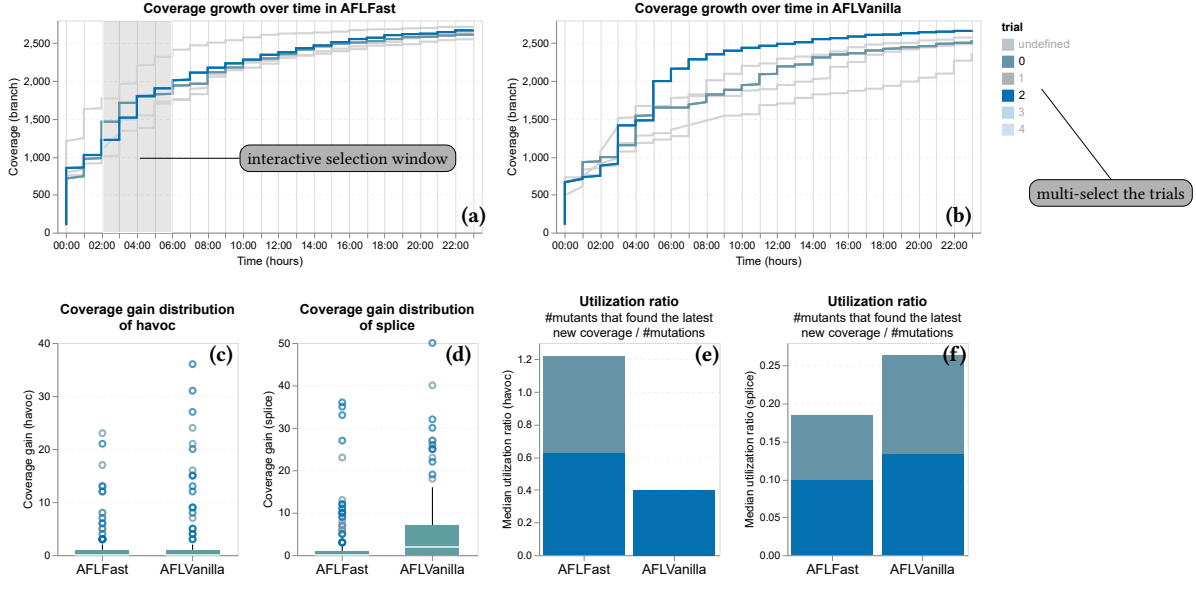 Coverage growth over time in AFLFast
Coverage (branch)
2,500
2,000
1,500
1,000
500
0
00:00 02:00 04:00 06:00 08:00 10:00 12:00 14:00 16:00 18:00 20:00 22:00
Time (hours)
interactive selection window
(a)
Coverage growth over time in AFLVanilla
Coverage (branch)
2,500
2,000
1,500
1,000
500
0
00:00 02:00 04:00 06:00 08:00 10:00 12:00 14:00 16:00 18:00 20:00 22:00
Time (hours)
(b)
trial
undefined
0
1
2
3
4
multi-select the trials
Coverage gain distribution
of havoc
(c)
Coverage gain (havoc)
40
30
20
10
0
AFLFast AFLVanilla
Coverage gain distribution
of splice
(d)
Coverage gain (splice)
50
40
30
20
10
0
AFLFast AFLVanilla
Utilization ratio
#mutants that found the latest
new coverage / #mutations
(e)
Median utilization ratio (havoc)
1.2
1.0
0.8
0.6
0.4
0.2
0.0
AFLFast AFLVanilla
Utilization ratio
#mutants that found the latest
new coverage / #mutations
(f)
Median utilization ratio (splice)
0.25
0.20
0.15
0.10
0.05
0.00
AFLFast AFLVanilla